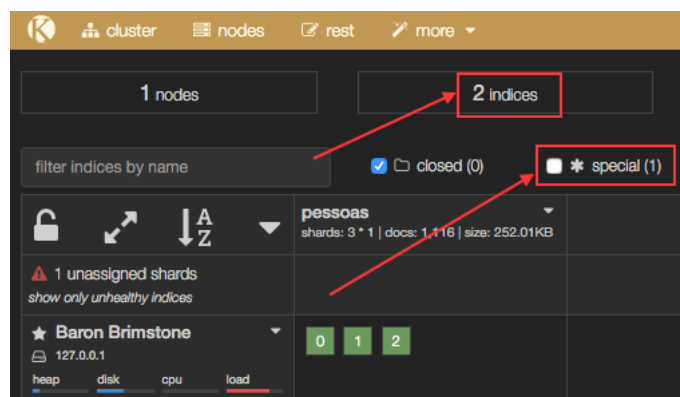 cluster nodes rest more
1 nodes 2 indices
filter indices by name closed (0) special (1)
A
Z
pessoas
shards: 3 * 1 | docs: 1,116 | size: 252.01KB
1 unassigned shards
show only unhealthy indices
Baron Brimstone
127.0.0.1
0 1 2
heap disk cpu load